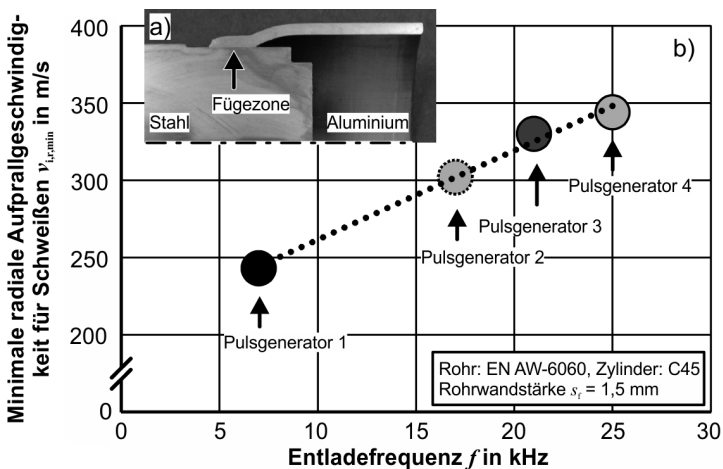 Minimale radiale Aufprallgeschwindig-
keit für Schweißen v_i,r,min in m/s
400
350
300
250
200
0
a)
Fügezone
Stahl
Aluminium
b)
Pulsgenerator 4
Pulsgenerator 3
Pulsgenerator 2
Pulsgenerator 1
Rohr: EN AW-6060, Zylinder: C45
Rohrwandstärke s_r = 1,5 mm
0 5 10 15 20 25 30
Entladefrequenz f in kHz